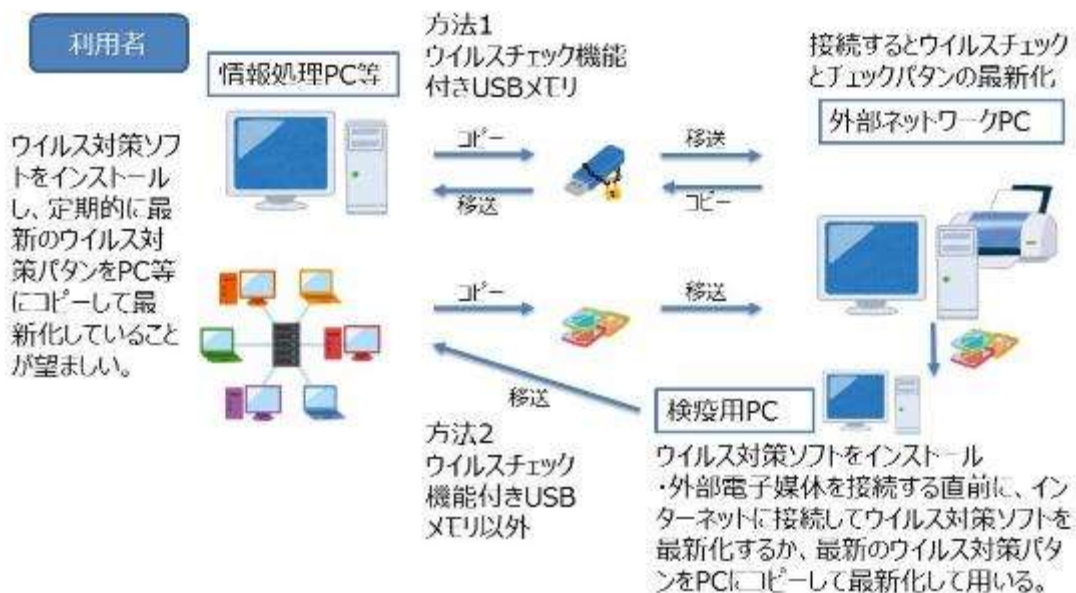 利用者
情報処理PC等
ウイルス対策ソフ
トをインストール
し、定期的に最
新のウイルス対
策パタンをPC等
にコピーして最
新化していること
が望ましい。
方法1
ウイルスチェック機能
付きUSBメモリ
コピー
移送
移送
コピー
接続するとウイルスチェック
とチェックパタンの最新化
外部ネットワークPC
コピー
移送
移送
方法2
ウイルスチェック
機能付きUSB
メモリ以外
検疫用PC
ウイルス対策ソフトをインストール
・外部電子媒体を接続する直前に、イン
ターネットに接続してウイルス対策ソフトを
最新化するか、最新のウイルス対策パタ
ンをPCにコピーして最新化して用いる。